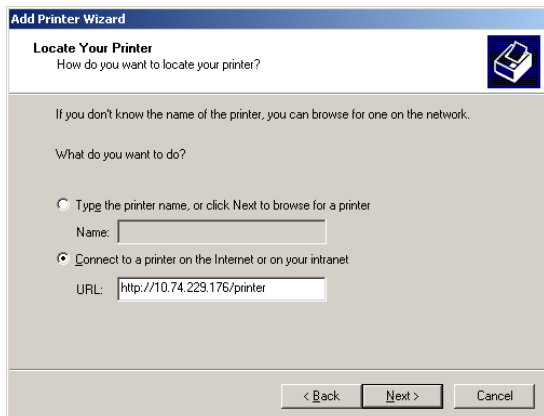 Add Printer Wizard
Locate Your Printer
How do you want to locate your printer?
If you don't know the name of the printer, you can browse for one on the network.
What do you want to do?
Type the printer name, or click Next to browse for a printer
Name:
Connect to a printer on the Internet or on your intranet
URL: http://10.74.229.176/printer
< Back Next > Cancel